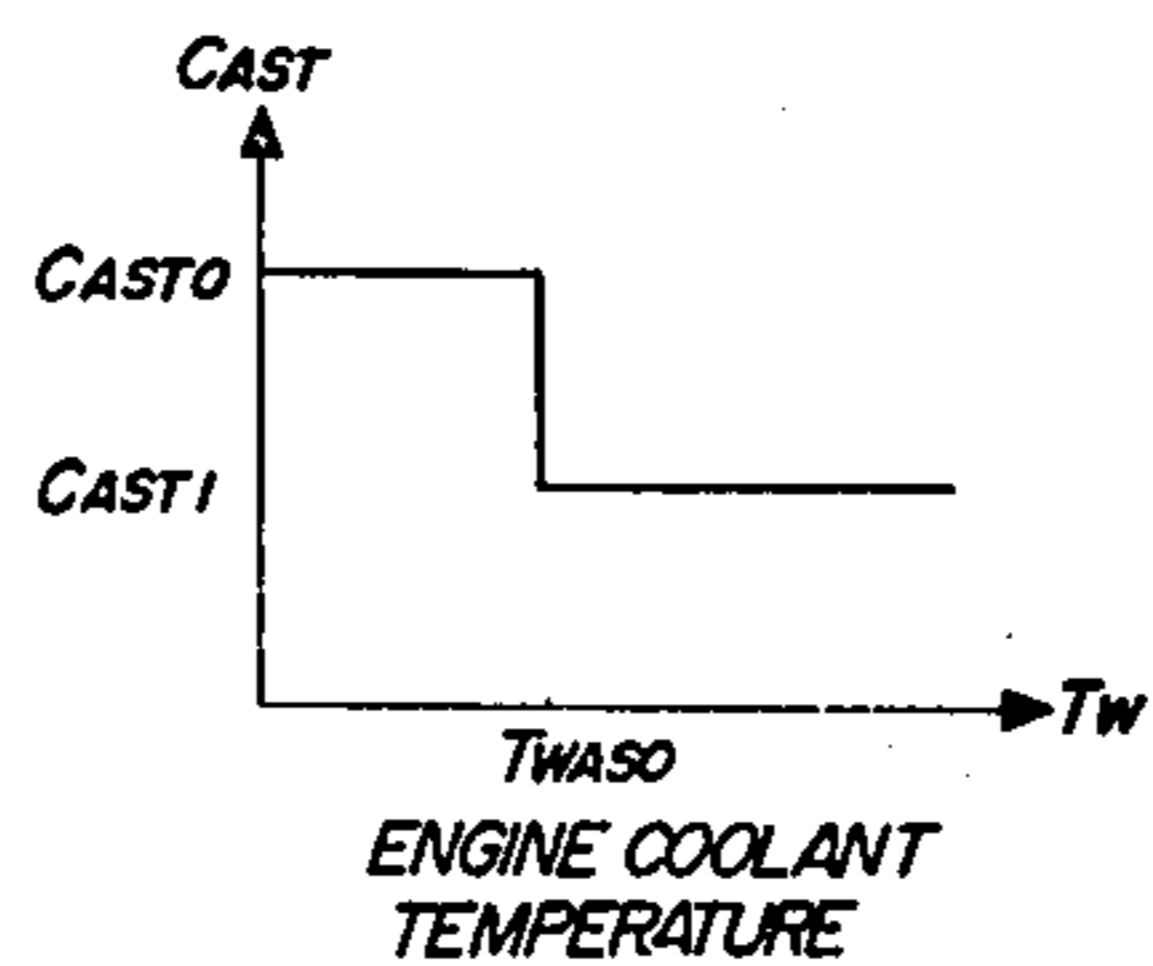 CAST
CAST0
CAST1
TW
TWAS0
ENGINE COOLANT
TEMPERATURE